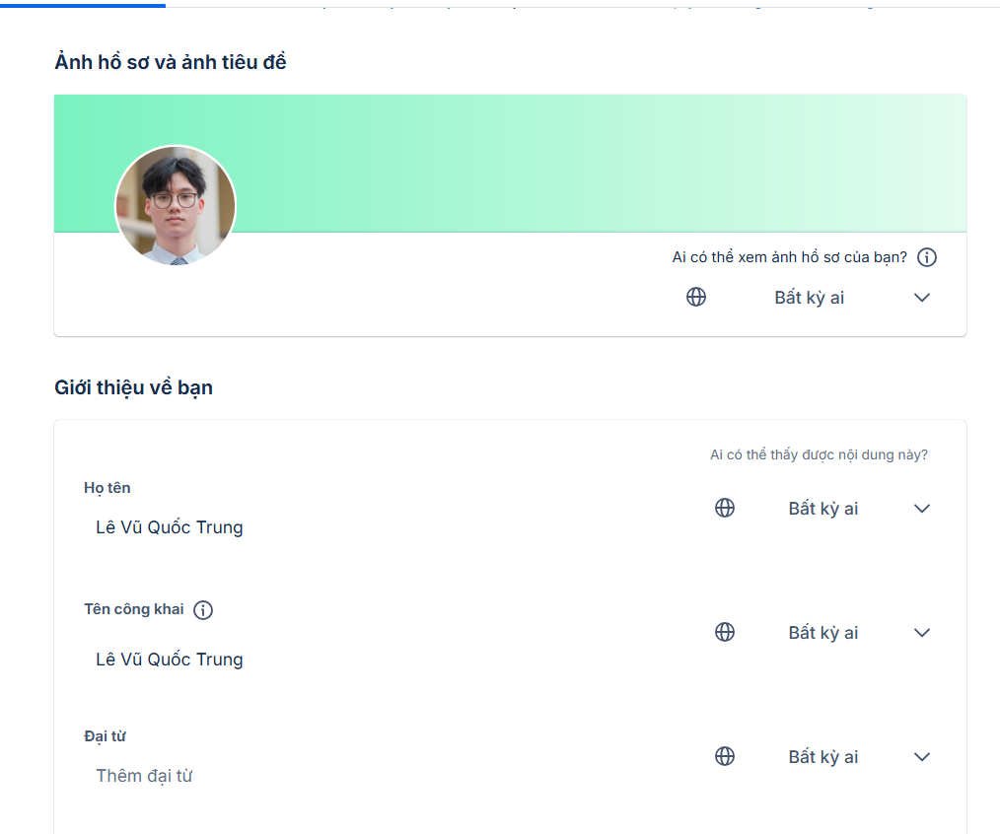 Ảnh hồ sơ và ảnh tiêu đề
Ai có thể xem ảnh hồ sơ của bạn?
Bất kỳ ai
Giới thiệu về bạn
Ai có thể thấy được nội dung này?
Họ tên
Lê Vũ Quốc Trung
Bất kỳ ai
Tên công khai
Lê Vũ Quốc Trung
Bất kỳ ai
Đại từ
Thêm đại từ
Bất kỳ ai